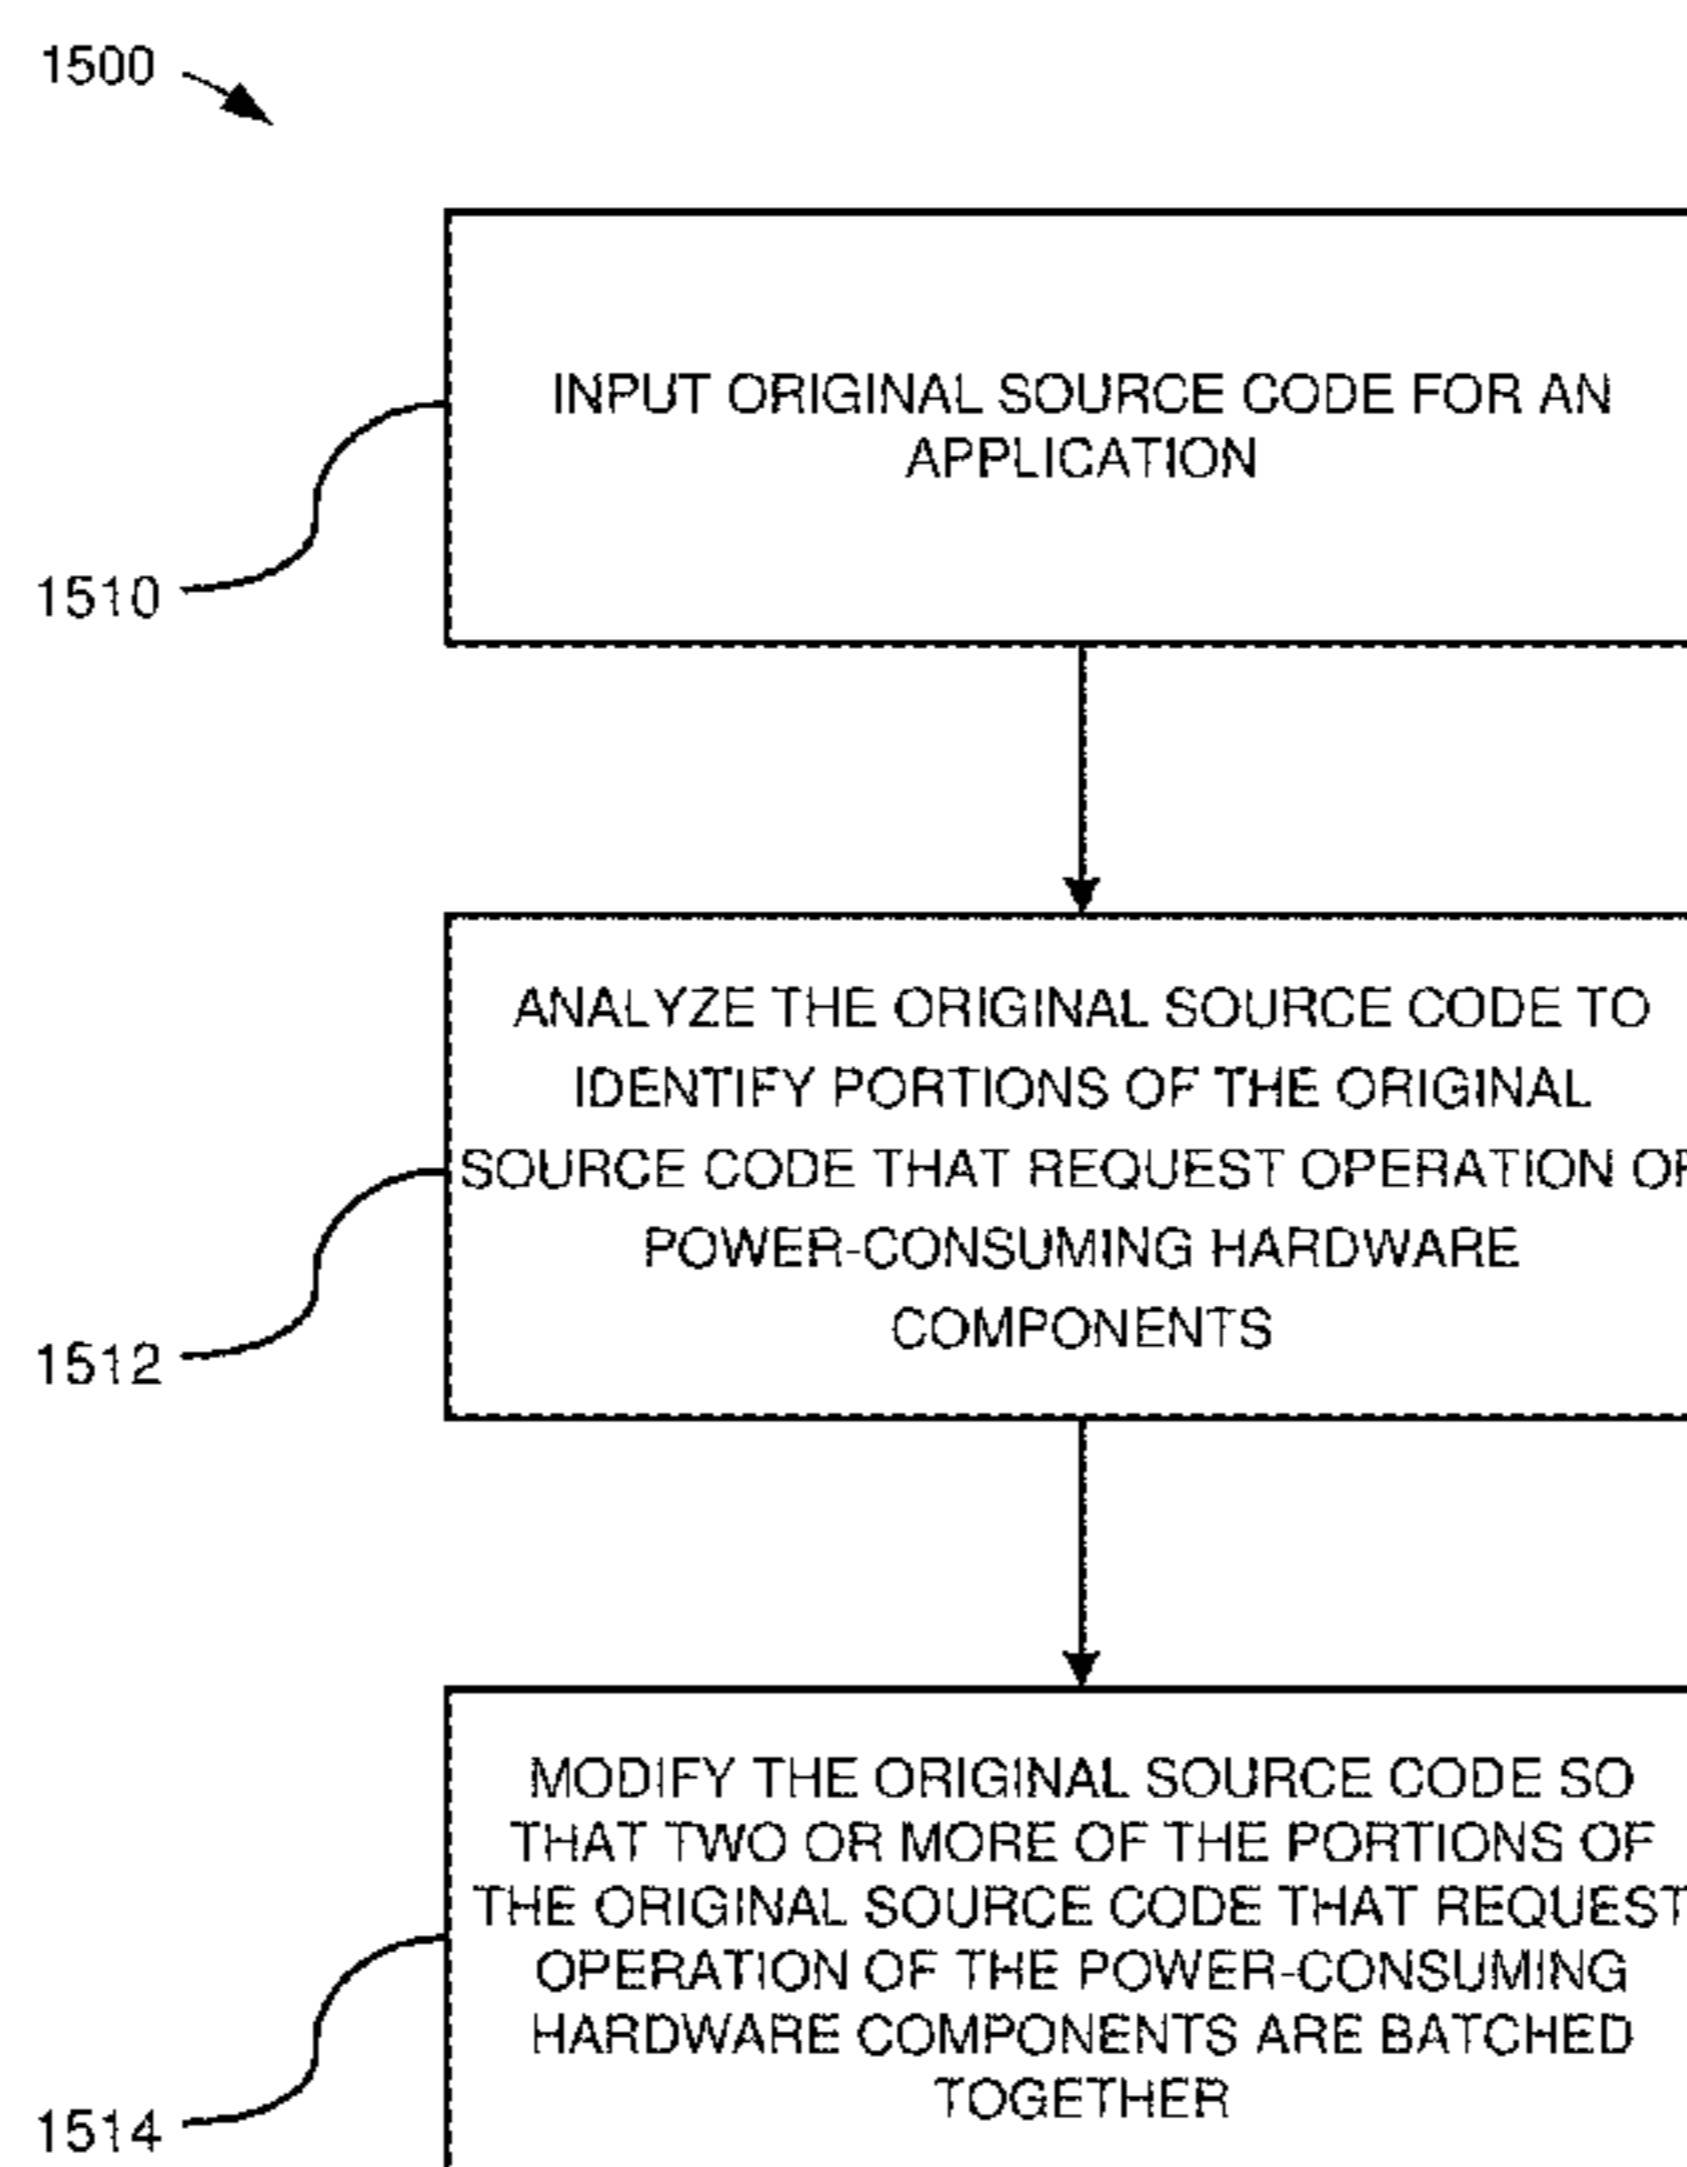 1500
INPUT ORIGINAL SOURCE CODE FOR AN
APPLICATION
1510
ANALYZE THE ORIGINAL SOURCE CODE TO
IDENTIFY PORTIONS OF THE ORIGINAL
SOURCE CODE THAT REQUEST OPERATION OF
POWER-CONSUMING HARDWARE
COMPONENTS
1512
MODIFY THE ORIGINAL SOURCE CODE SO
THAT TWO OR MORE OF THE PORTIONS OF
THE ORIGINAL SOURCE CODE THAT REQUEST
OPERATION OF THE POWER-CONSUMING
HARDWARE COMPONENTS ARE BATCHED
TOGETHER
1514